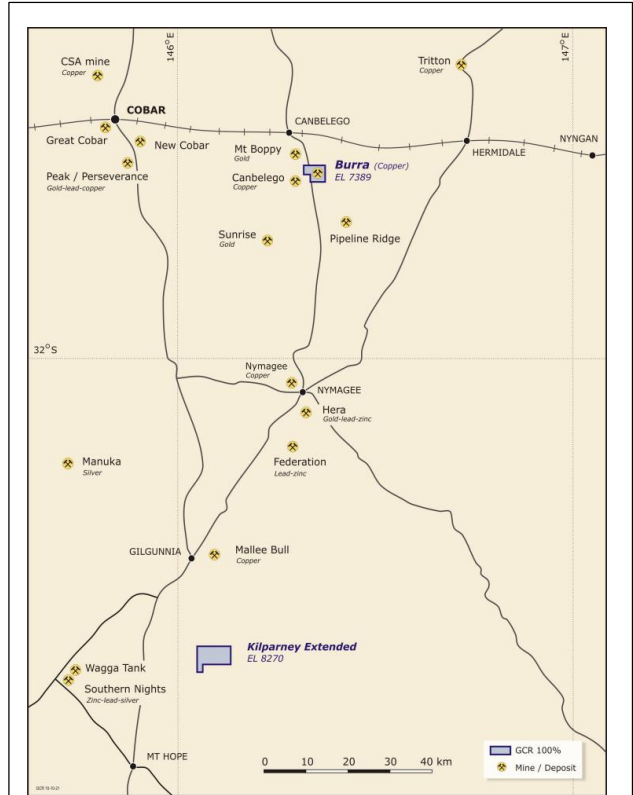 146°E
147°E
CSA mine
Copper
Tritton
Copper
COBAR
CANBELEGO
Great Cobar
New Cobar
Mt Boppy
Gold
HERMIDALE
NYNGAN
Peak / Perseverance
Gold-lead-copper
Canbelego
Copper
Burra (Copper)
EL 7389
Sunrise
Gold
Pipeline Ridge
32°S
Nymagee
Copper
NYMAGEE
Hera
Gold-lead-zinc
Manuka
Silver
Federation
Lead-zinc
GILGUNNIA
Mallee Bull
Copper
Kilparney Extended
EL 8270
Wagga Tank
Southern Nights
Zinc-lead-silver
MT HOPE
0 10 20 30 40 km
GCR 100%
Mine / Deposit